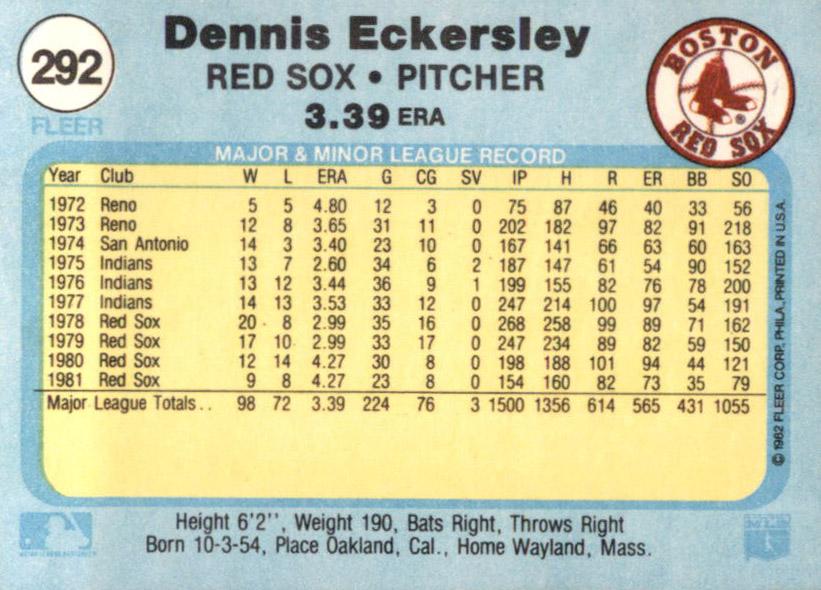 292
FLEER
Dennis Eckersley
RED SOX • PITCHER
3.39 ERA
BOSTON
RED SOX
®
MAJOR & MINOR LEAGUE RECORD
Year Club W L ERA G CG SV IP H R ER BB SO
1972 Reno 5 5 4.80 12 3 0 75 87 46 40 33 56
1973 Reno 12 8 3.65 31 11 0 202 182 97 82 91 218
1974 San Antonio 14 3 3.40 23 10 0 167 141 66 63 60 163
1975 Indians 13 7 2.60 34 6 2 187 147 61 54 90 152
1976 Indians 13 12 3.44 36 9 1 199 155 82 76 78 200
1977 Indians 14 13 3.53 33 12 0 247 214 100 97 54 191
1978 Red Sox 20 8 2.99 35 16 0 268 258 99 89 71 162
1979 Red Sox 17 10 2.99 33 17 0 247 234 89 82 59 150
1980 Red Sox 12 14 4.27 30 8 0 198 188 101 94 44 121
1981 Red Sox 9 8 4.27 23 8 0 154 160 82 73 35 79
Major League Totals.. 98 72 3.39 224 76 3 1500 1356 614 565 431 1055
© 1982 FLEER CORP, PHILA., PRINTED IN U.S.A.
Height 6'2'', Weight 190, Bats Right, Throws Right
Born 10-3-54, Place Oakland, Cal., Home Wayland, Mass.